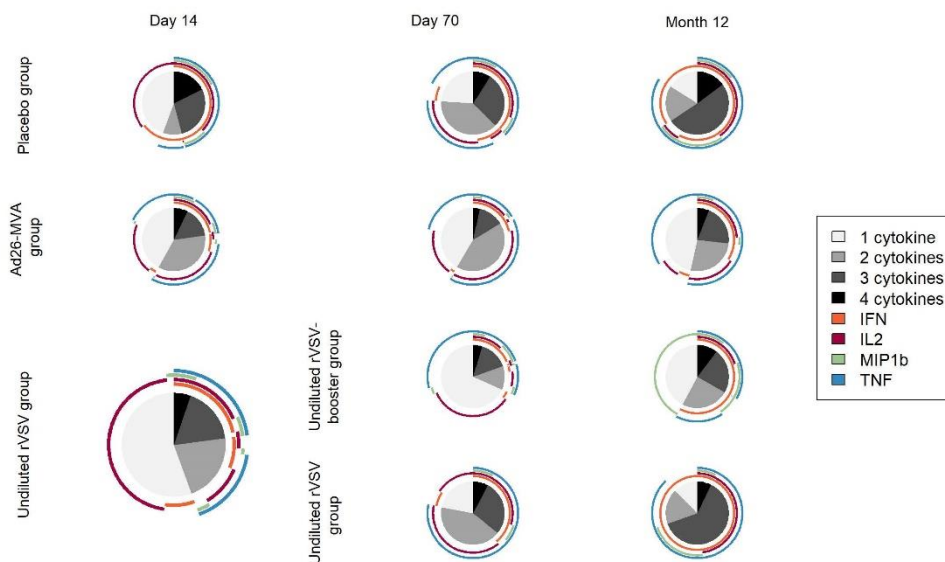 Day 14
Day 70
Month 12
Placebo group
Ad26-MVA
group
Undiluted rVSV group
Undiluted rVSV-
booster group
Undiluted rVSV
group
1 cytokine
2 cytokines
3 cytokines
4 cytokines
IFN
IL2
MIP1b
TNF